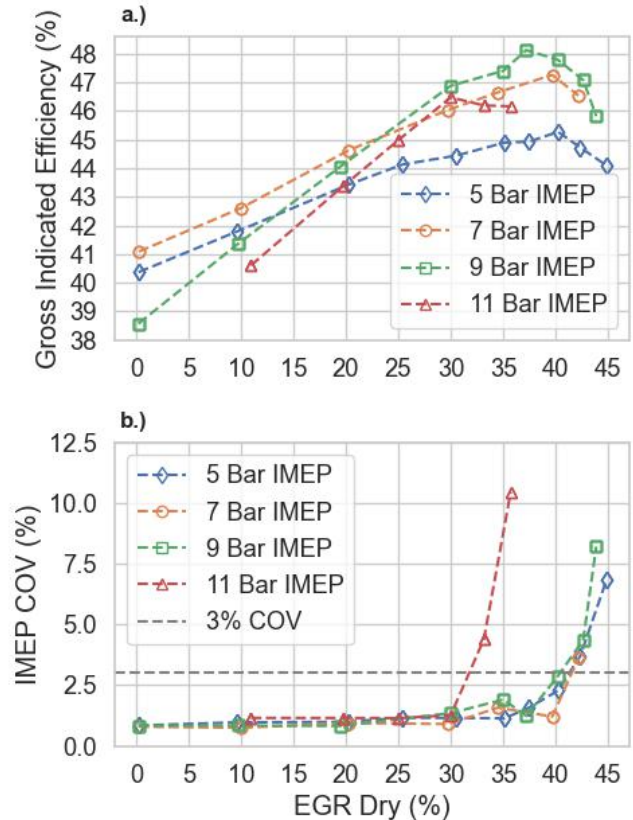 a.)
Gross Indicated Efficiency (%)
48
47
46
45
44
43
42
41
40
39
38
0 5 10 15 20 25 30 35 40 45
5 Bar IMEP
7 Bar IMEP
9 Bar IMEP
11 Bar IMEP
b.)
IMEP COV (%)
12.5
10.0
7.5
5.0
2.5
0.0
5 Bar IMEP
7 Bar IMEP
9 Bar IMEP
11 Bar IMEP
3% COV
0 5 10 15 20 25 30 35 40 45
EGR Dry (%)